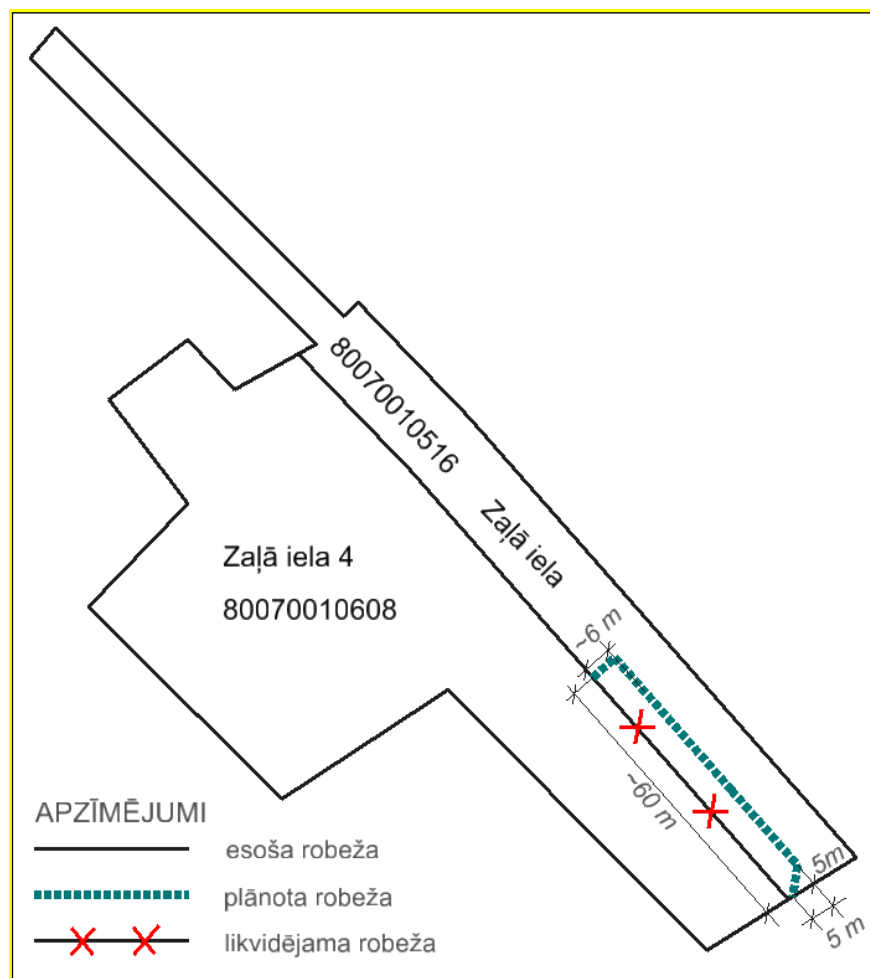 80070010516
Zaļā iela
Zaļā iela 4
80070010608
~6 m
~60 m
5m
5 m
APZĪMĒJUMI
esoša robeža
plānota robeža
likvidējama robeža